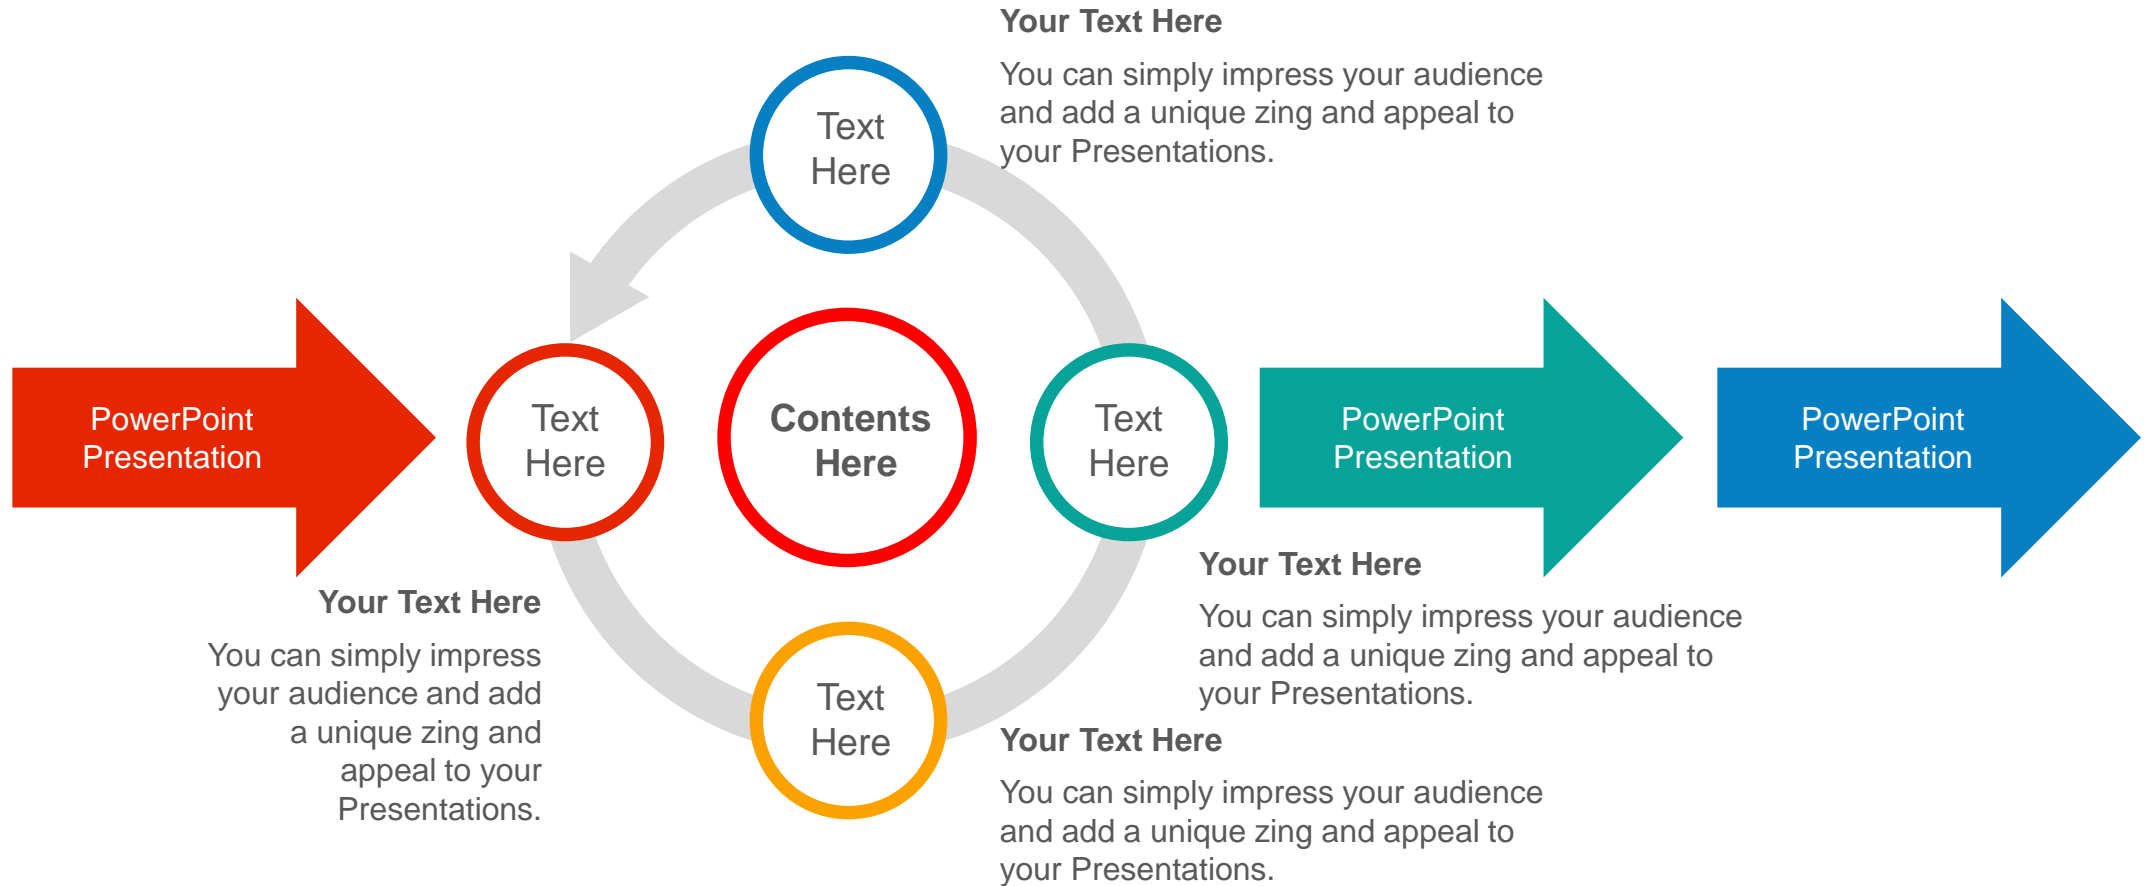 Your Text Here
You can simply impress your audience
and add a unique zing and appeal to
your Presentations.
Text
Here
PowerPoint
Presentation
Text
Here
Contents
Here
Text
Here
PowerPoint
Presentation
PowerPoint
Presentation
Your Text Here
You can simply impress
your audience and add
a unique zing and
appeal to your
Presentations.
Text
Here
Your Text Here
You can simply impress your audience
and add a unique zing and appeal to
your Presentations.
Your Text Here
You can simply impress your audience
and add a unique zing and appeal to
your Presentations.